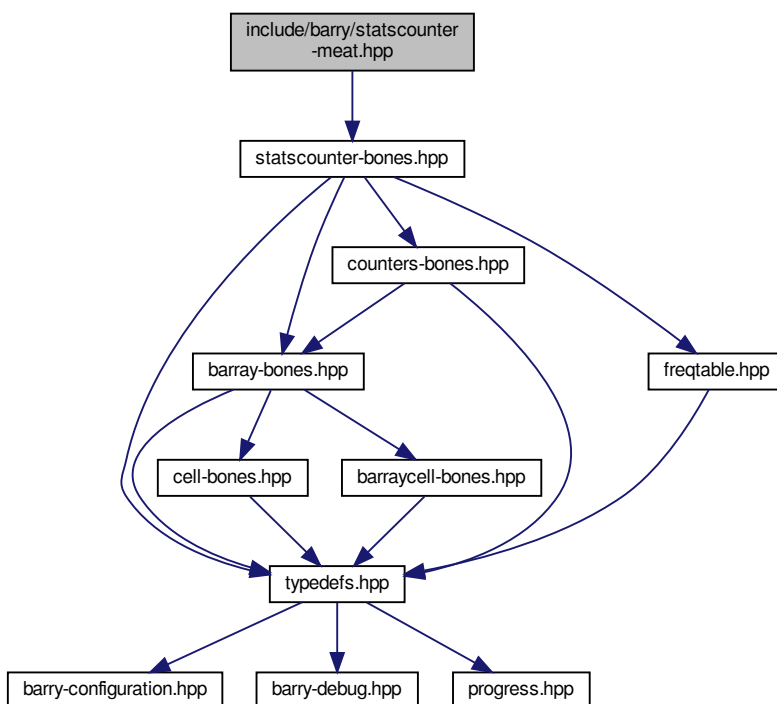 include/barry/statscounter
-meat.hpp
statscounter-bones.hpp
counters-bones.hpp
barray-bones.hpp
freqtable.hpp
cell-bones.hpp
barraycell-bones.hpp
typedefs.hpp
barry-configuration.hpp
barry-debug.hpp
progress.hpp